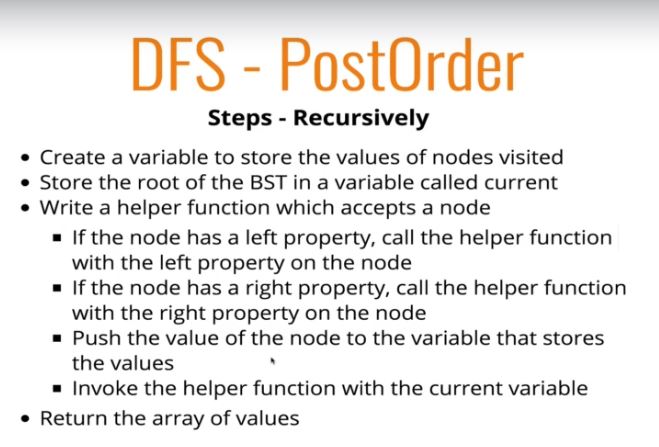 DFS - PostOrder
Steps - Recursively
• Create a variable to store the values of nodes visited
• Store the root of the BST in a variable called current
• Write a helper function which accepts a node
▪ If the node has a left property, call the helper function
with the left property on the node
▪ If the node has a right property, call the helper function
with the right property on the node
▪ Push the value of the node to the variable that stores
the values
▪ Invoke the helper function with the current variable
• Return the array of values